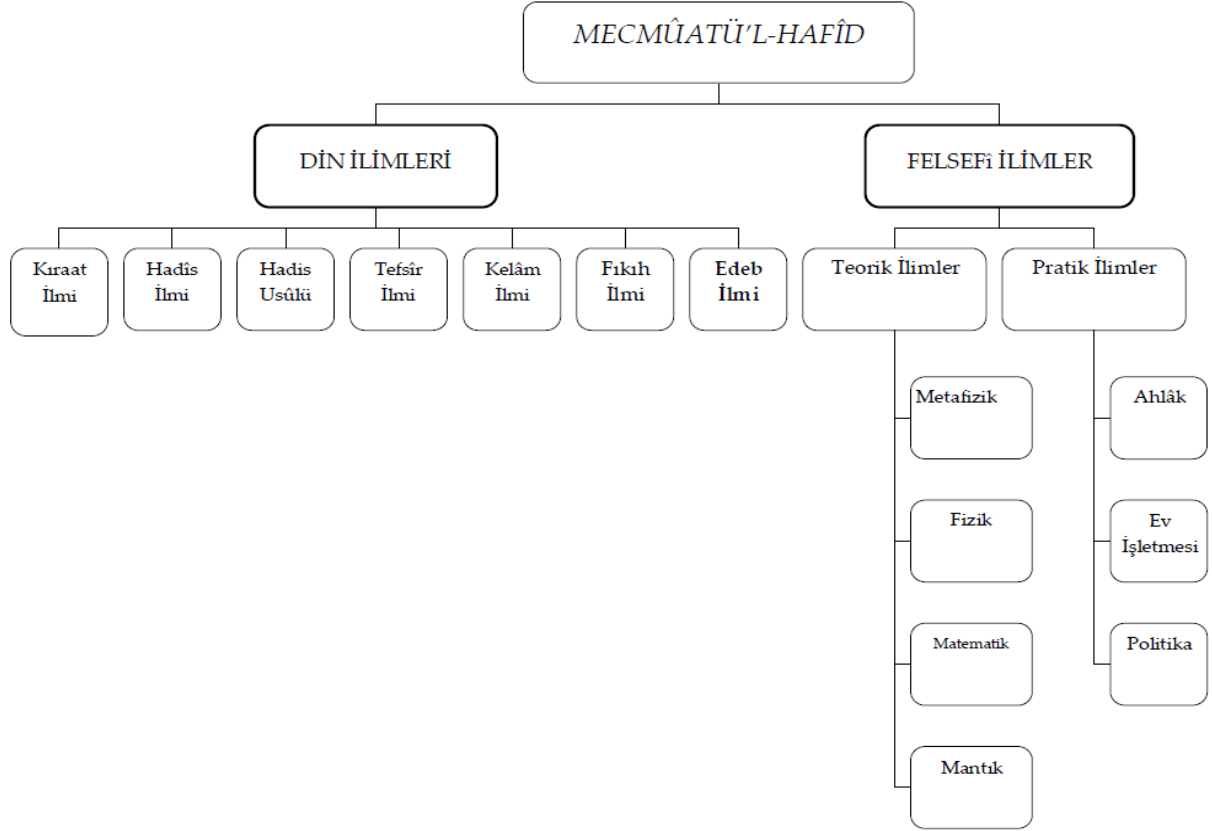 MECMÛATÜ’L-HAFÎD
DİN İLİMLERİ
FELSEFî İLİMLER
Kıraat
İlmi
Hadîs
İlmi
Hadis
Usûlü
Tefsîr
İlmi
Kelâm
İlmi
Fıkıh
İlmi
Edeb
İlmi
Teorik İlimler
Pratik İlimler
Metafizik
Fizik
Matematik
Mantık
Ahlâk
Ev
İşletmesi
Politika